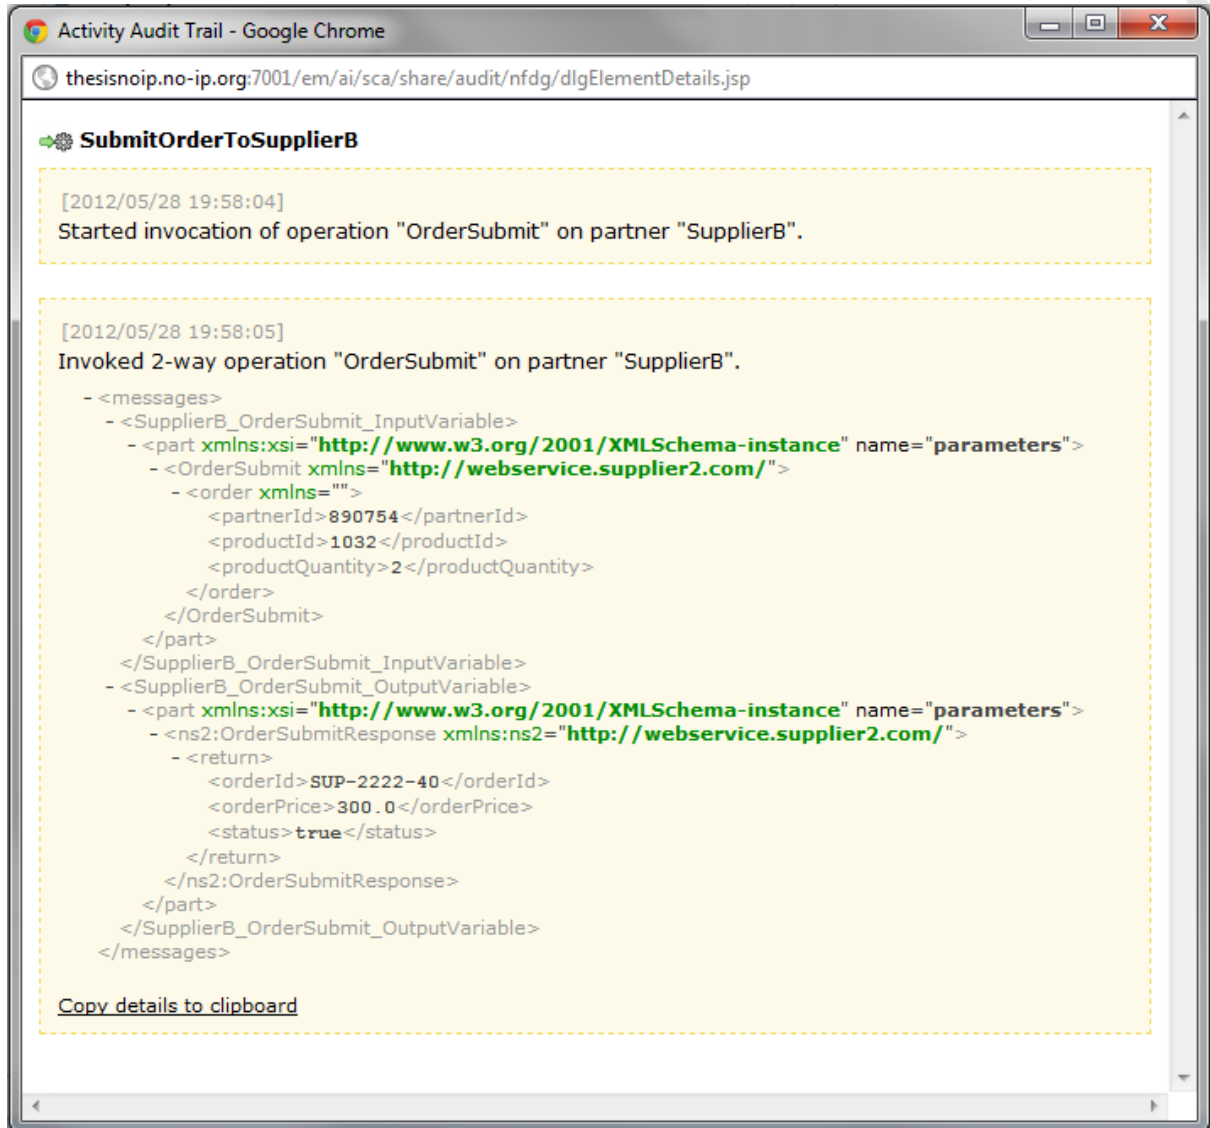 Activity Audit Trail - Google Chrome
thesisnoip.no-ip.org:7001/em/ai/sca/share/audit/nfdg/dlgElementDetails.jsp
SubmitOrderToSupplierB
[2012/05/28 19:58:04]
Started invocation of operation "OrderSubmit" on partner "SupplierB".
[2012/05/28 19:58:05]
Invoked 2-way operation "OrderSubmit" on partner "SupplierB".
- <messages>
- <SupplierB_OrderSubmit_InputVariable>
- <part xmlns:xsi="http://www.w3.org/2001/XMLSchema-instance" name="parameters">
- <OrderSubmit xmlns="http://webservice.supplier2.com/">
- <order xmlns="">
<partnerId>890754</partnerId>
<productId>1032</productId>
<productQuantity>2</productQuantity>
</order>
</OrderSubmit>
</part>
</SupplierB_OrderSubmit_InputVariable>
- <SupplierB_OrderSubmit_OutputVariable>
- <part xmlns:xsi="http://www.w3.org/2001/XMLSchema-instance" name="parameters">
- <ns2:OrderSubmitResponse xmlns:ns2="http://webservice.supplier2.com/">
- <return>
<orderId>SUP-2222-40</orderId>
<orderPrice>300.0</orderPrice>
<status>true</status>
</return>
</ns2:OrderSubmitResponse>
</part>
</SupplierB_OrderSubmit_OutputVariable>
</messages>
Copy details to clipboard